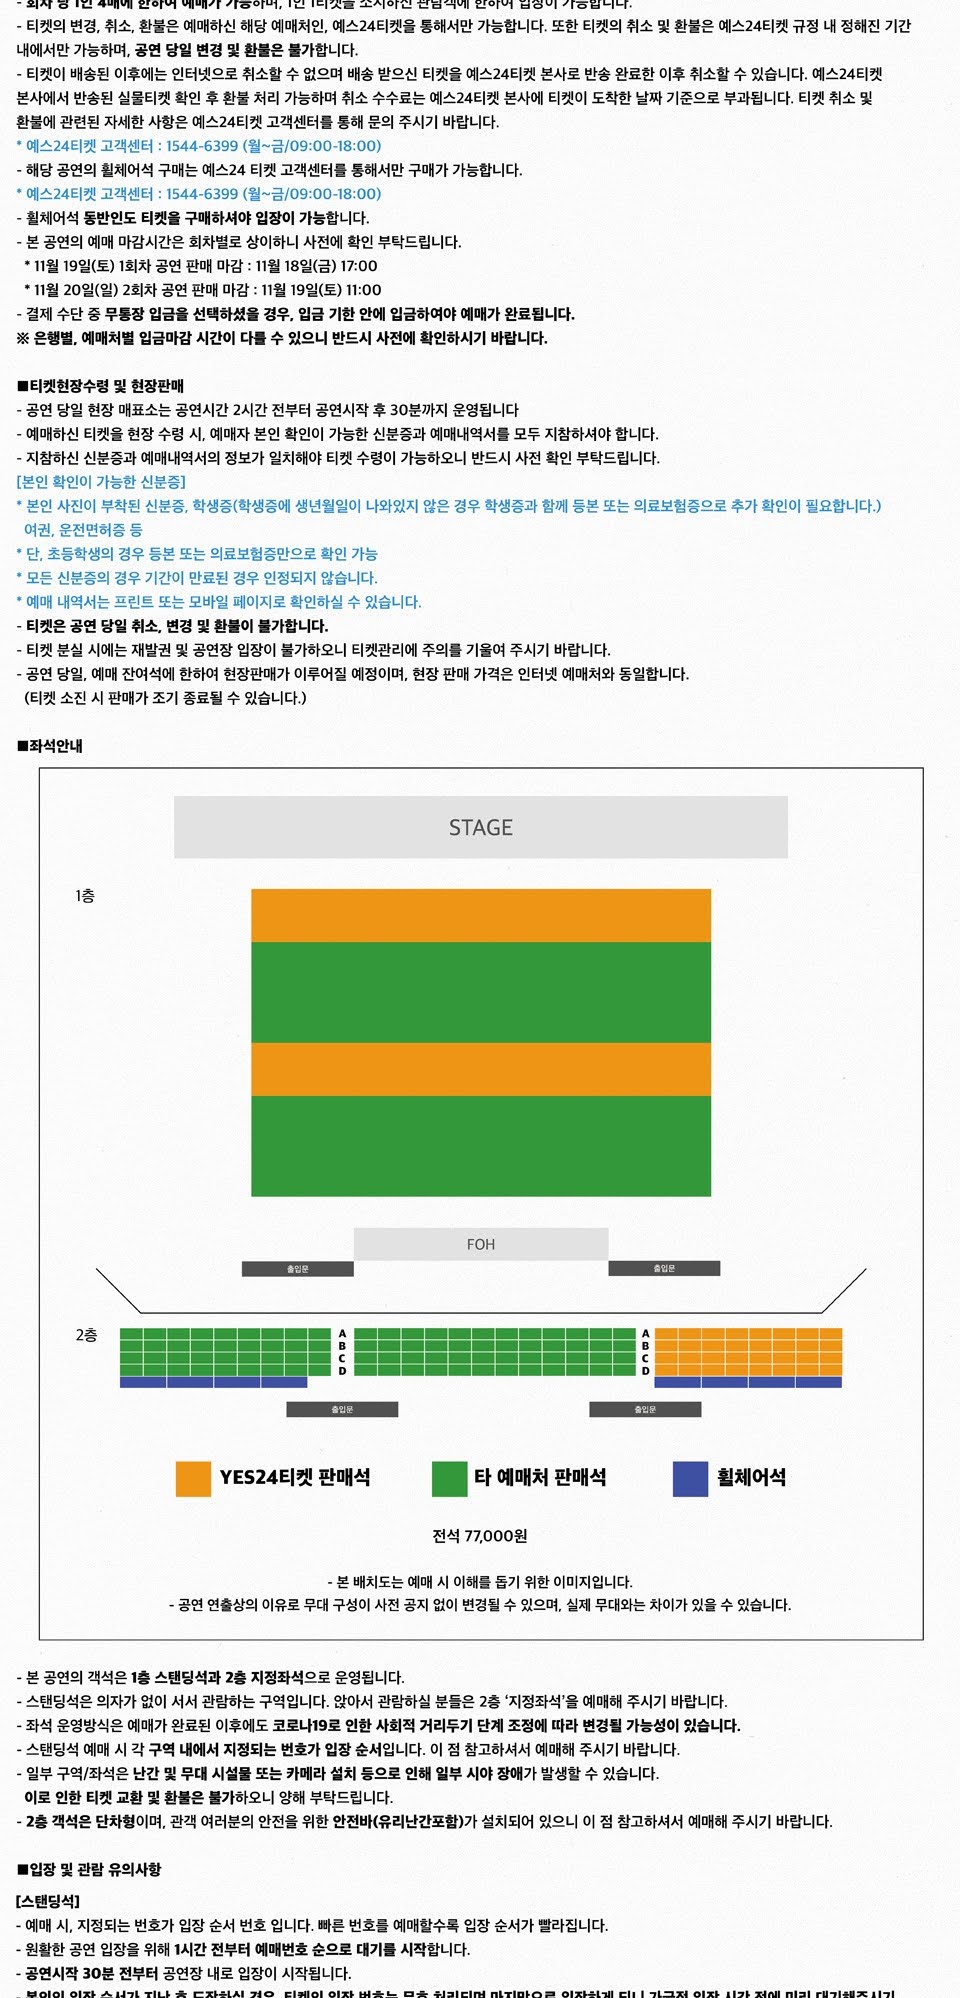 - 회차 당 1인 4매에 한하여 예매가 가능하며, 1인 1티켓을 소지하신 관람객에 한하여 입장이 가능합니다.
- 티켓의 변경, 취소, 환불은 예매하신 해당 예매처인, 예스24티켓을 통해서만 가능합니다. 또한 티켓의 취소 및 환불은 예스24티켓 규정 내 정해진 기간
내에서만 가능하며, 공연 당일 변경 및 환불은 불가합니다.
- 티켓이 배송된 이후에는 인터넷으로 취소할 수 없으며 배송 받으신 티켓을 예스24티켓 본사로 반송 완료한 이후 취소할 수 있습니다. 예스24티켓
본사에서 반송된 실물티켓 확인 후 환불 처리 가능하며 취소 수수료는 예스24티켓 본사에 티켓이 도착한 날짜 기준으로 부과됩니다. 티켓 취소 및
환불에 관련된 자세한 사항은 예스24티켓 고객센터를 통해 문의 주시기 바랍니다.
* 예스24티켓 고객센터 : 1544-6399 (월~금/09:00-18:00)
- 해당 공연의 휠체어석 구매는 예스24 티켓 고객센터를 통해서만 구매가 가능합니다.
* 예스24티켓 고객센터 : 1544-6399 (월~금/09:00-18:00)
- 휠체어석 동반인도 티켓을 구매하셔야 입장이 가능합니다.
- 본 공연의 예매 마감시간은 회차별로 상이하니 사전에 확인 부탁드립니다.
* 11월 19일(토) 1회차 공연 판매 마감 : 11월 18일(금) 17:00
* 11월 20일(일) 2회차 공연 판매 마감 : 11월 19일(토) 11:00
- 결제 수단 중 무통장 입금을 선택하셨을 경우, 입금 기한 안에 입금하여야 예매가 완료됩니다.
※ 은행별, 예매처별 입금마감 시간이 다를 수 있으니 반드시 사전에 확인하시기 바랍니다.
■티켓현장수령 및 현장판매
- 공연 당일 현장 매표소는 공연시간 2시간 전부터 공연시작 후 30분까지 운영됩니다
- 예매하신 티켓을 현장 수령 시, 예매자 본인 확인이 가능한 신분증과 예매내역서를 모두 지참하셔야 합니다.
- 지참하신 신분증과 예매내역서의 정보가 일치해야 티켓 수령이 가능하오니 반드시 사전 확인 부탁드립니다.
[본인 확인이 가능한 신분증]
* 본인 사진이 부착된 신분증, 학생증(학생증에 생년월일이 나와있지 않은 경우 학생증과 함께 등본 또는 의료보험증으로 추가 확인이 필요합니다.)
여권, 운전면허증 등
* 단, 초등학생의 경우 등본 또는 의료보험증만으로 확인 가능
* 모든 신분증의 경우 기간이 만료된 경우 인정되지 않습니다.
* 예매 내역서는 프린트 또는 모바일 페이지로 확인하실 수 있습니다.
- 티켓은 공연 당일 취소, 변경 및 환불이 불가합니다.
- 티켓 분실 시에는 재발권 및 공연장 입장이 불가하오니 티켓관리에 주의를 기울여 주시기 바랍니다.
- 공연 당일, 예매 잔여석에 한하여 현장판매가 이루어질 예정이며, 현장 판매 가격은 인터넷 예매처와 동일합니다.
(티켓 소진 시 판매가 조기 종료될 수 있습니다.)
■좌석안내
STAGE
1층
FOH
출입문 출입문
2층
A A
B B
C C
D D
출입문 출입문
YES24티켓 판매석 타 예매처 판매석 휠체어석
전석 77,000원
- 본 배치도는 예매 시 이해를 돕기 위한 이미지입니다.
- 공연 연출상의 이유로 무대 구성이 사전 공지 없이 변경될 수 있으며, 실제 무대와는 차이가 있을 수 있습니다.
- 본 공연의 객석은 1층 스탠딩석과 2층 지정좌석으로 운영됩니다.
- 스탠딩석은 의자가 없이 서서 관람하는 구역입니다. 앉아서 관람하실 분들은 2층 ‘지정좌석’을 예매해 주시기 바랍니다.
- 좌석 운영방식은 예매가 완료된 이후에도 코로나19로 인한 사회적 거리두기 단계 조정에 따라 변경될 가능성이 있습니다.
- 스탠딩석 예매 시 각 구역 내에서 지정되는 번호가 입장 순서입니다. 이 점 참고하셔서 예매해 주시기 바랍니다.
- 일부 구역/좌석은 난간 및 무대 시설물 또는 카메라 설치 등으로 인해 일부 시야 장애가 발생할 수 있습니다.
이로 인한 티켓 교환 및 환불은 불가하오니 양해 부탁드립니다.
- 2층 객석은 단차형이며, 관객 여러분의 안전을 위한 안전바(유리난간포함)가 설치되어 있으니 이 점 참고하셔서 예매해 주시기 바랍니다.
■입장 및 관람 유의사항
[스탠딩석]
- 예매 시, 지정되는 번호가 입장 순서 번호 입니다. 빠른 번호를 예매할수록 입장 순서가 빨라집니다.
- 원활한 공연 입장을 위해 1시간 전부터 예매번호 순으로 대기를 시작합니다.
- 공연시작 30분 전부터 공연장 내로 입장이 시작됩니다.
- 본인의 입장 순서가 지난 후 도착하실 경우, 티켓의 입장 번호는 무효 처리되며 마지막으로 입장하게 되니 가급적 입장 시간 전에 미리 대기해주시기